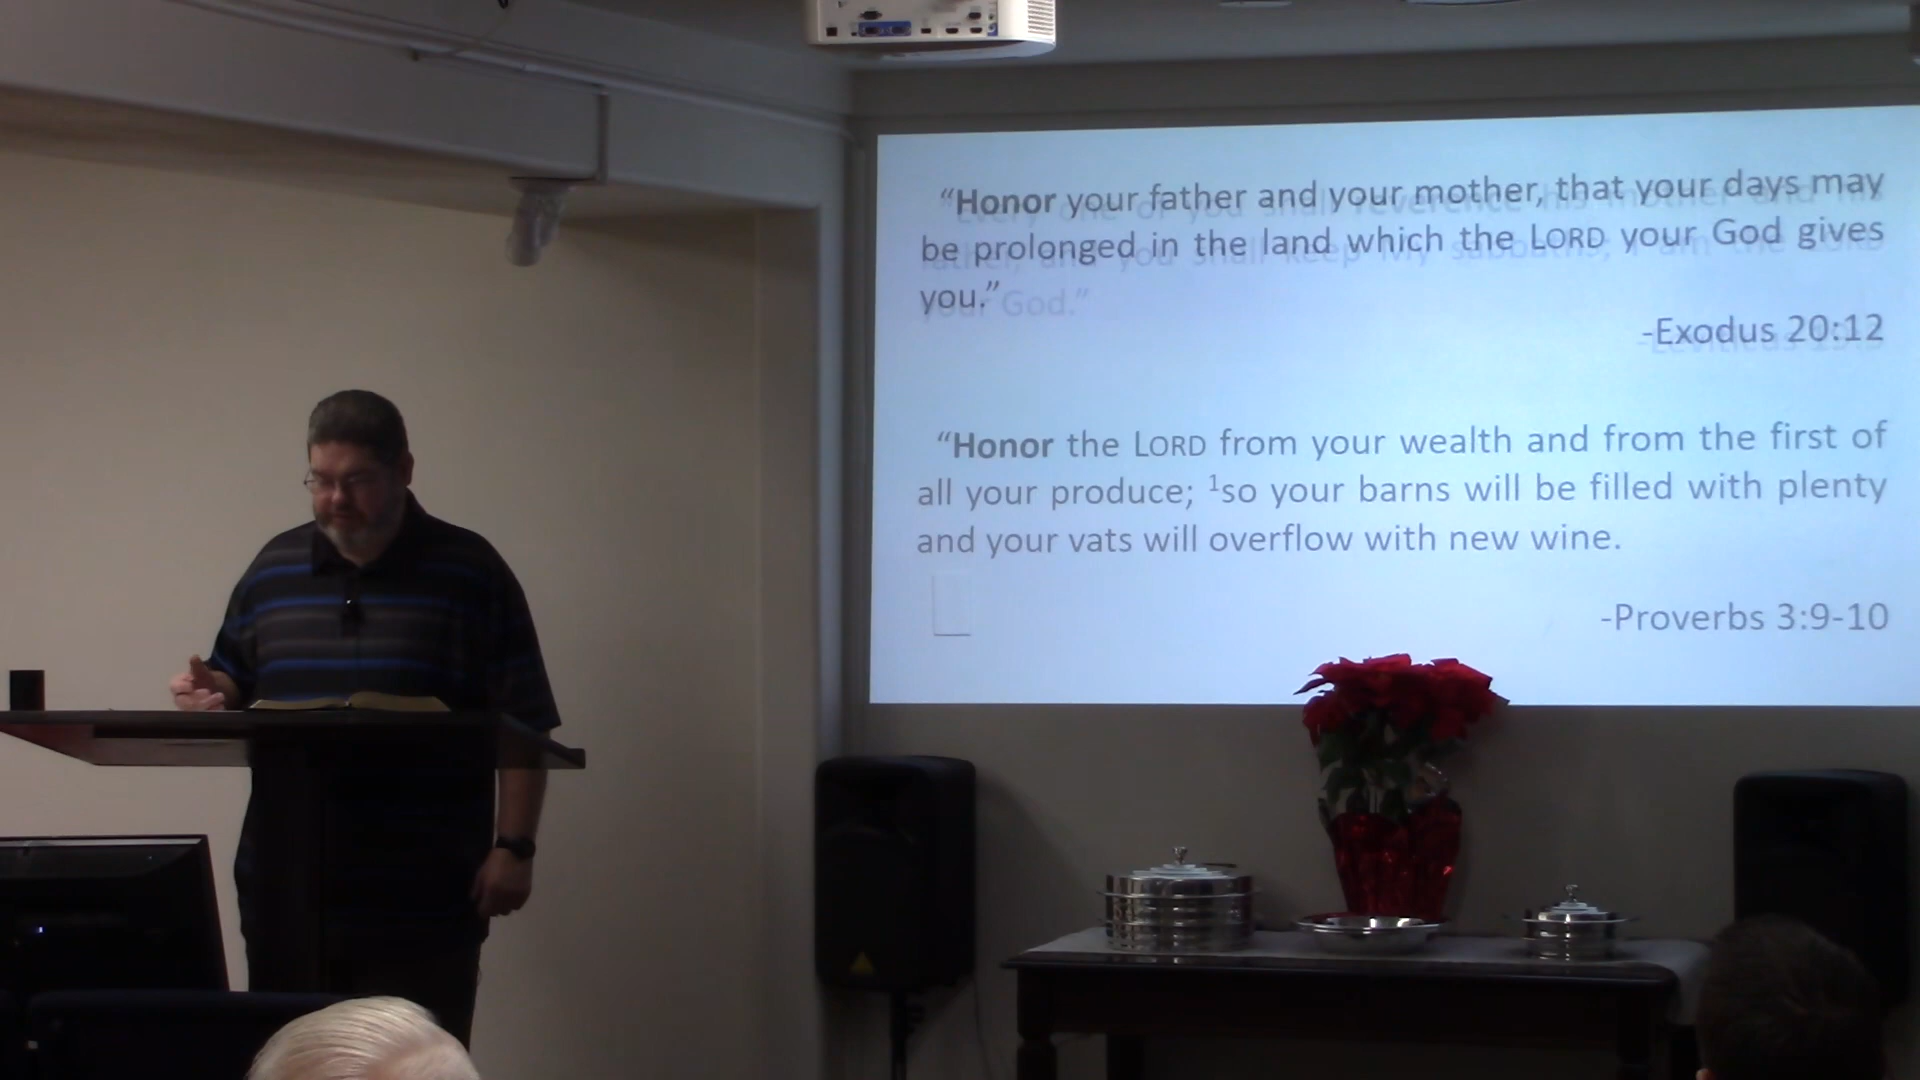 “Honor your father and your mother, that your days may
be prolonged in the land which the LORD your God gives
you.”
-Exodus 20:12
“Honor the LORD from your wealth and from the first of
all your produce; ¹so your barns will be filled with plenty
and your vats will overflow with new wine.
-Proverbs 3:9-10